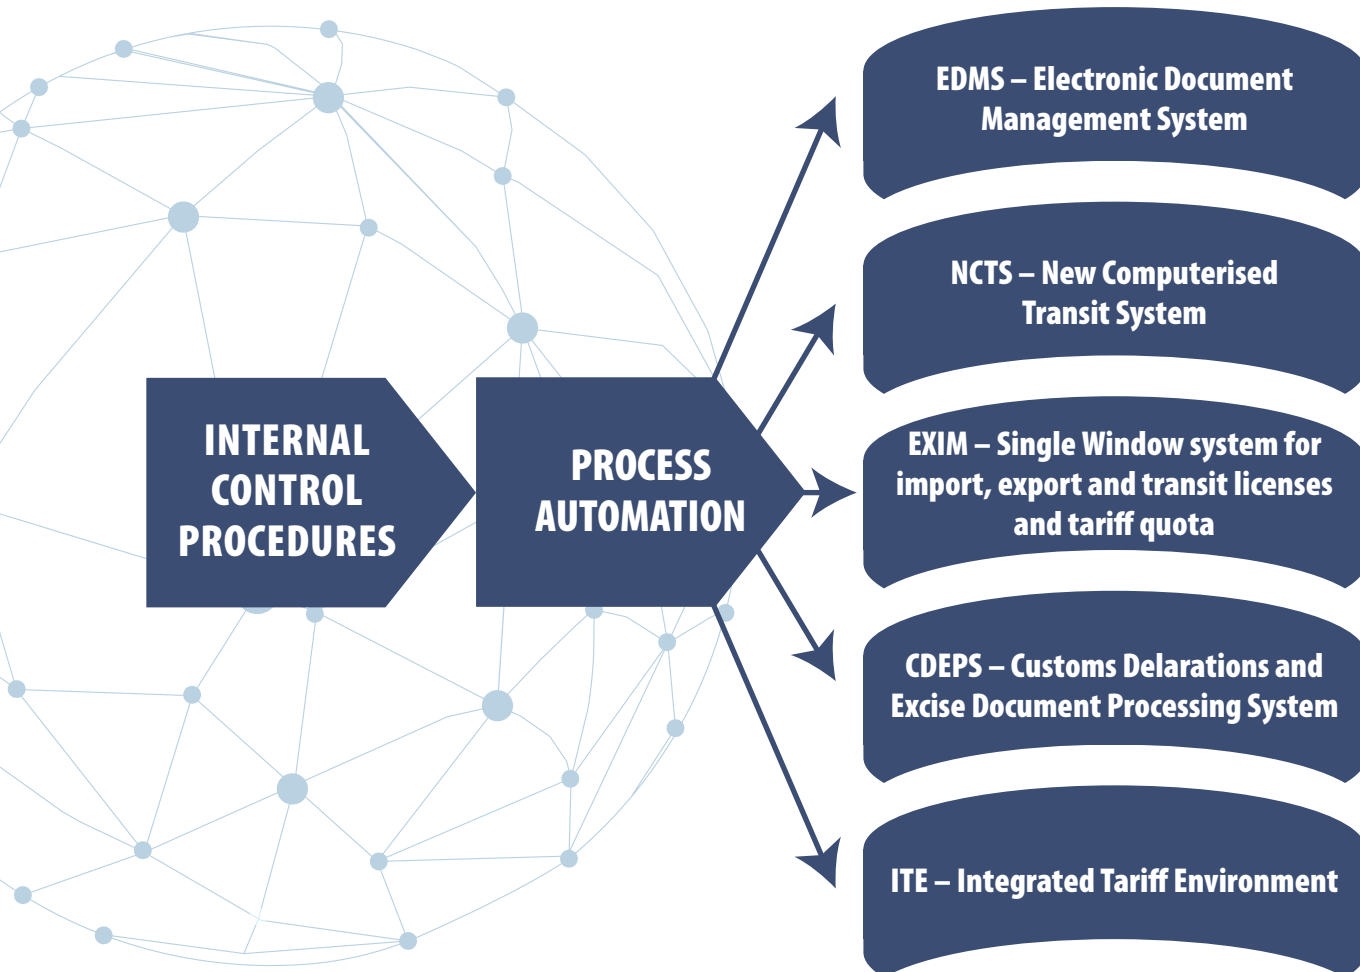 INTERNAL
CONTROL
PROCEDURES
PROCESS
AUTOMATION
EDMS – Electronic Document
Management System
NCTS – New Computerised
Transit System
EXIM – Single Window system for
import, export and transit licenses
and tariff quota
CDEPS – Customs Delarations and
Excise Document Processing System
ITE – Integrated Tariff Environment